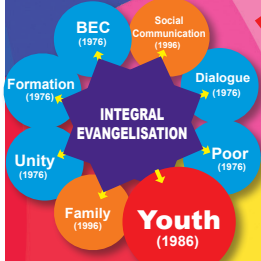 BEC
(1976)
Social
Communication
(1996)
Dialogue
(1976)
Formation
(1976)
INTEGRAL
EVANGELISATION
Unity
(1976)
Poor
(1976)
Family
(1996)
Youth
(1986)